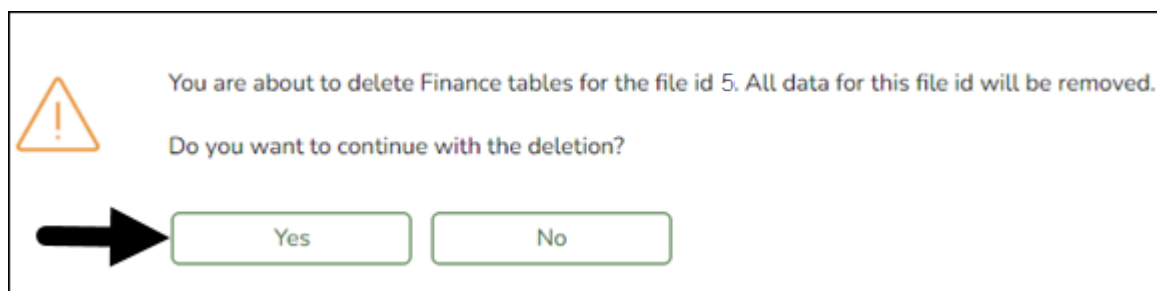 You are about to delete Finance tables for the file id 5. All data for this file id will be removed.
Do you want to continue with the deletion?
Yes No